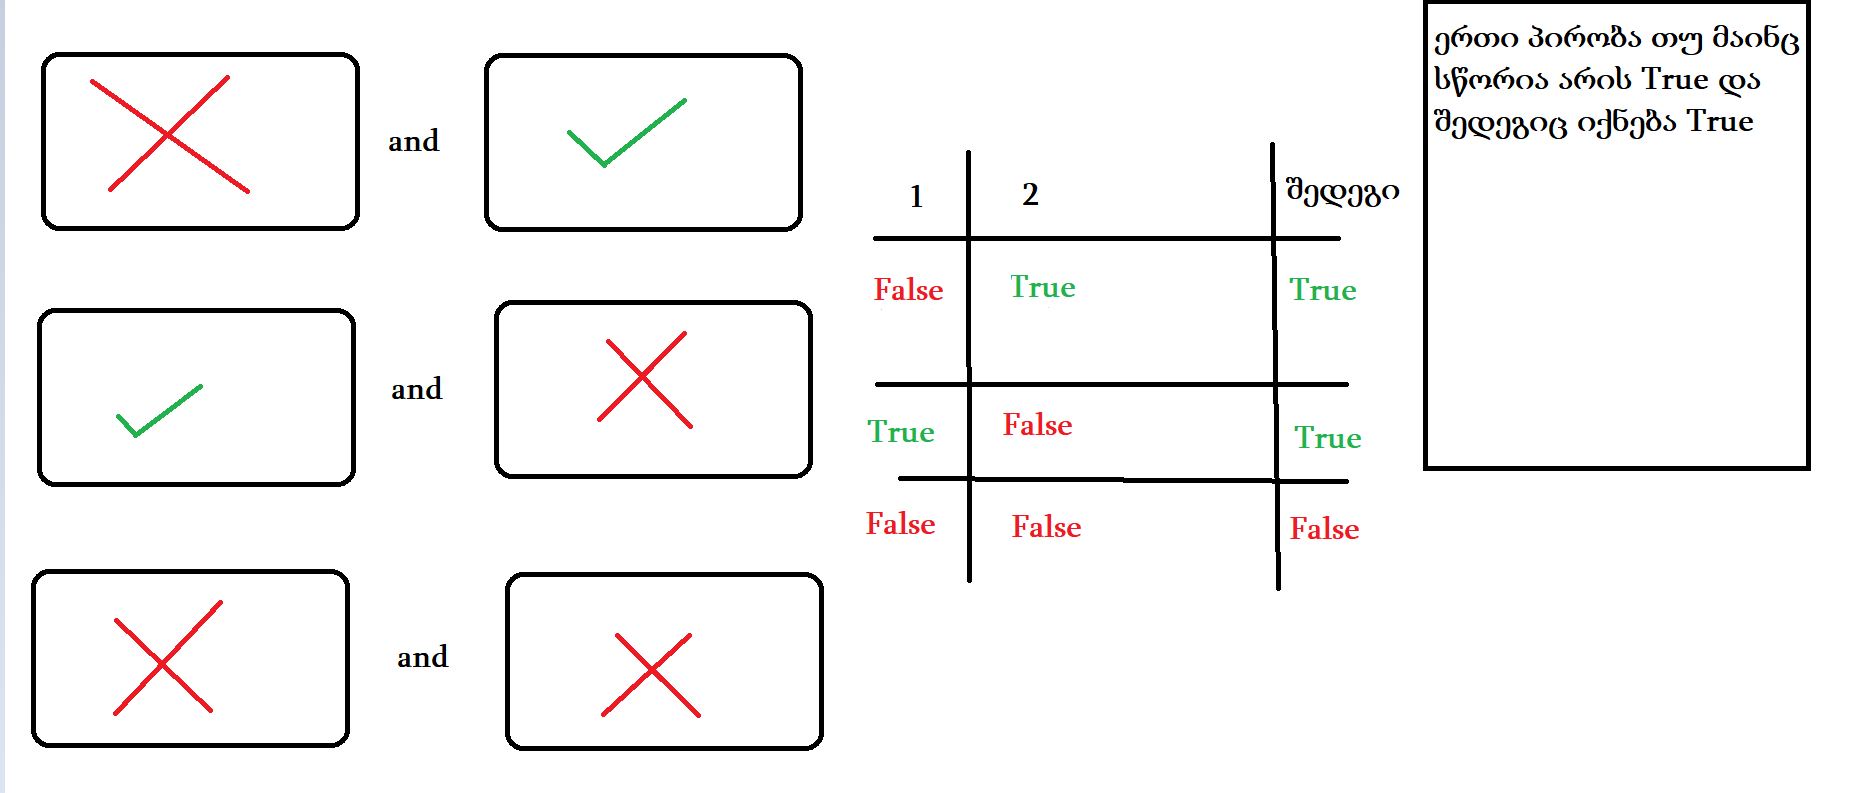 and
and
and
1 2 შედეგი
False True True
True False True
False False False
ერთი პირობა თუ მაინც
სწორია არის True და
შედეგიც იქნება True